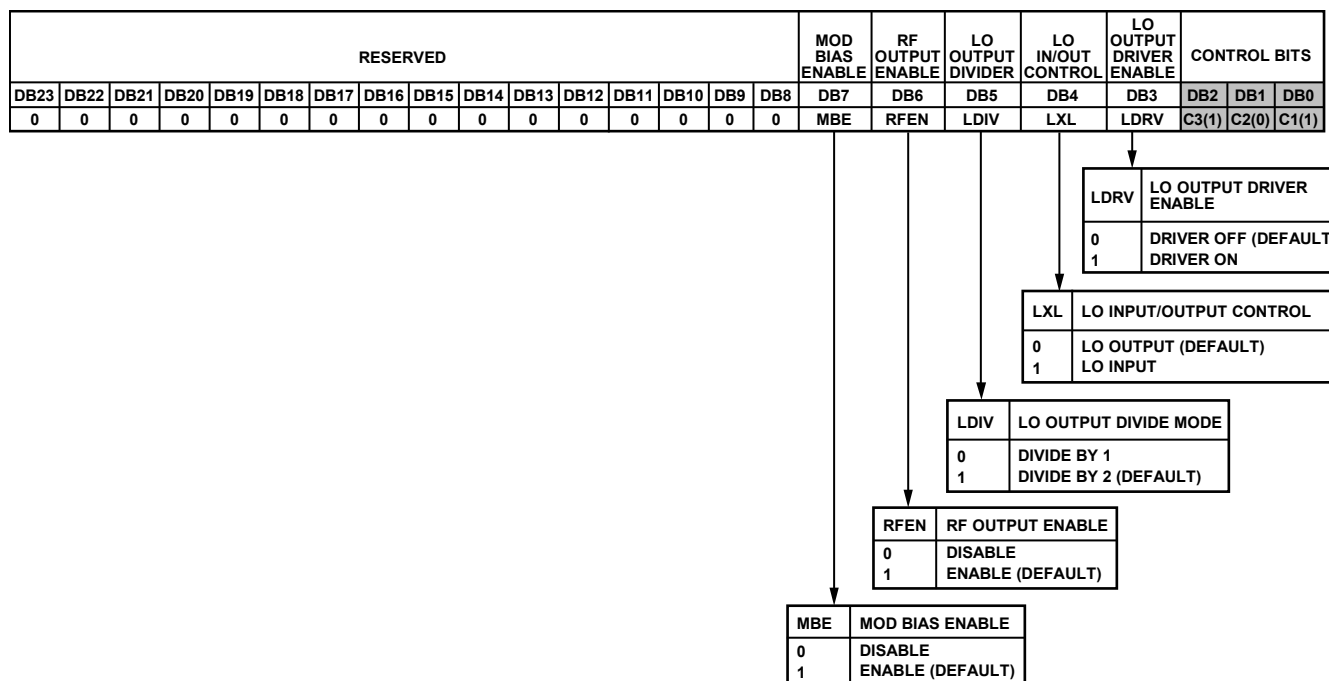 RESERVED
MOD BIAS ENABLE
RF OUTPUT ENABLE
LO OUTPUT DIVIDER
LO IN/OUT CONTROL
LO OUTPUT DRIVER ENABLE
CONTROL BITS
DB23 DB22 DB21 DB20 DB19 DB18 DB17 DB16 DB15 DB14 DB13 DB12 DB11 DB10 DB9 DB8 DB7 DB6 DB5 DB4 DB3 DB2 DB1 DB0
0 0 0 0 0 0 0 0 0 0 0 0 0 0 0 0 MBE RFEN LDIV LXL LDRV C3(1) C2(0) C1(1)
LDRV LO OUTPUT DRIVER
ENABLE
0 DRIVER OFF (DEFAULT
1 DRIVER ON
LXL LO INPUT/OUTPUT CONTROL
0 LO OUTPUT (DEFAULT)
1 LO INPUT
LDIV LO OUTPUT DIVIDE MODE
0 DIVIDE BY 1
1 DIVIDE BY 2 (DEFAULT)
RFEN RF OUTPUT ENABLE
0 DISABLE
1 ENABLE (DEFAULT)
MBE MOD BIAS ENABLE
0 DISABLE
1 ENABLE (DEFAULT)